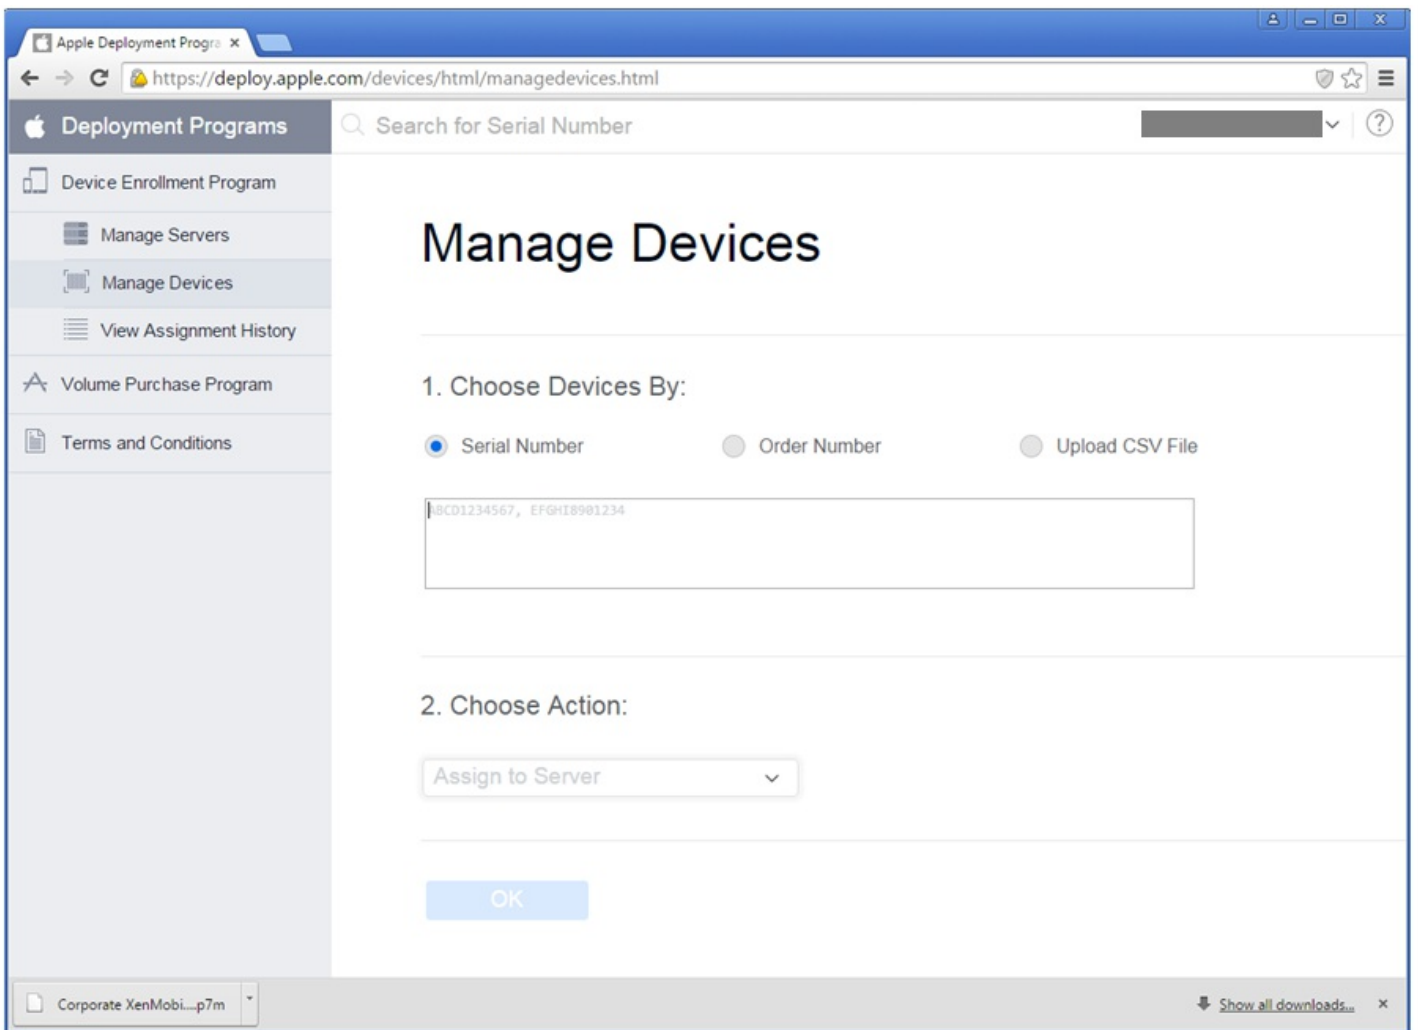 Apple Deployment Progra
https://deploy.apple.com/devices/html/managedevices.html
Deployment Programs
Search for Serial Number
Device Enrollment Program
Manage Servers
Manage Devices
View Assignment History
Volume Purchase Program
Terms and Conditions
Manage Devices
1. Choose Devices By:
Serial Number Order Number Upload CSV File
ABCD1234567, EFGHI8901234
2. Choose Action:
Assign to Server
OK
Corporate XenMobi....p7m
Show all downloads...